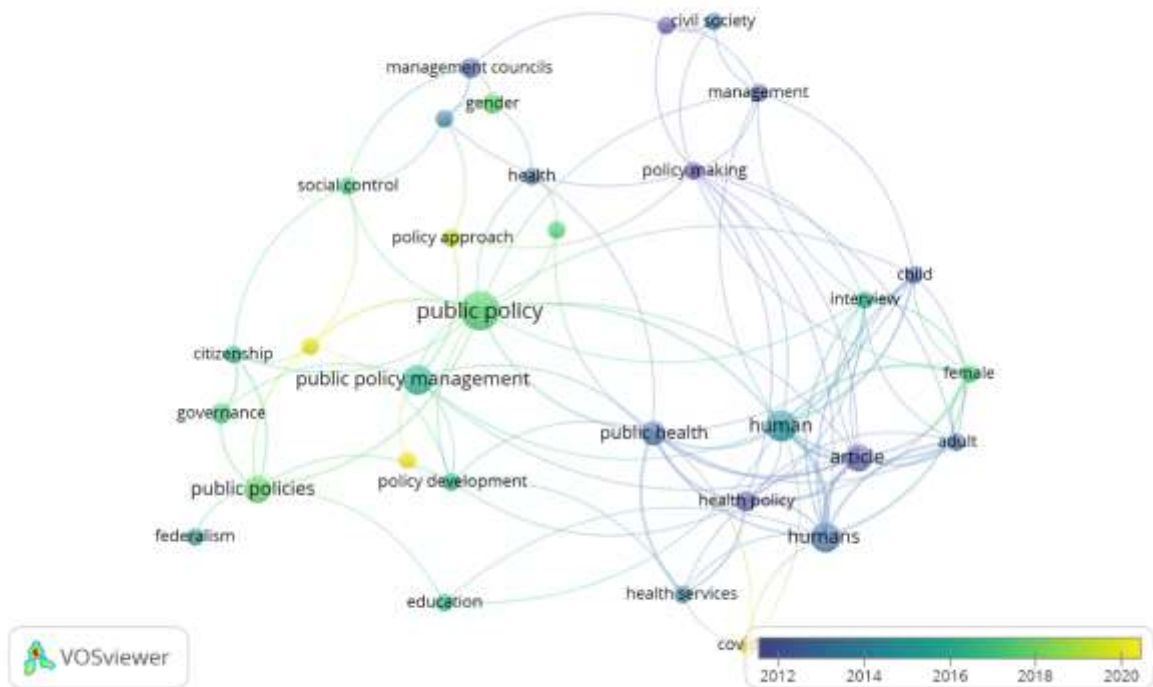 civil society
management councils
management
gender
policy making
health
social control
policy approach
child
interview
public policy
citizenship
female
public policy management
governance
human
public health
adult
article
policy development
public policies
health policy
federalism
humans
health services
education
cov
VOSviewer
2012 2014 2016 2018 2020